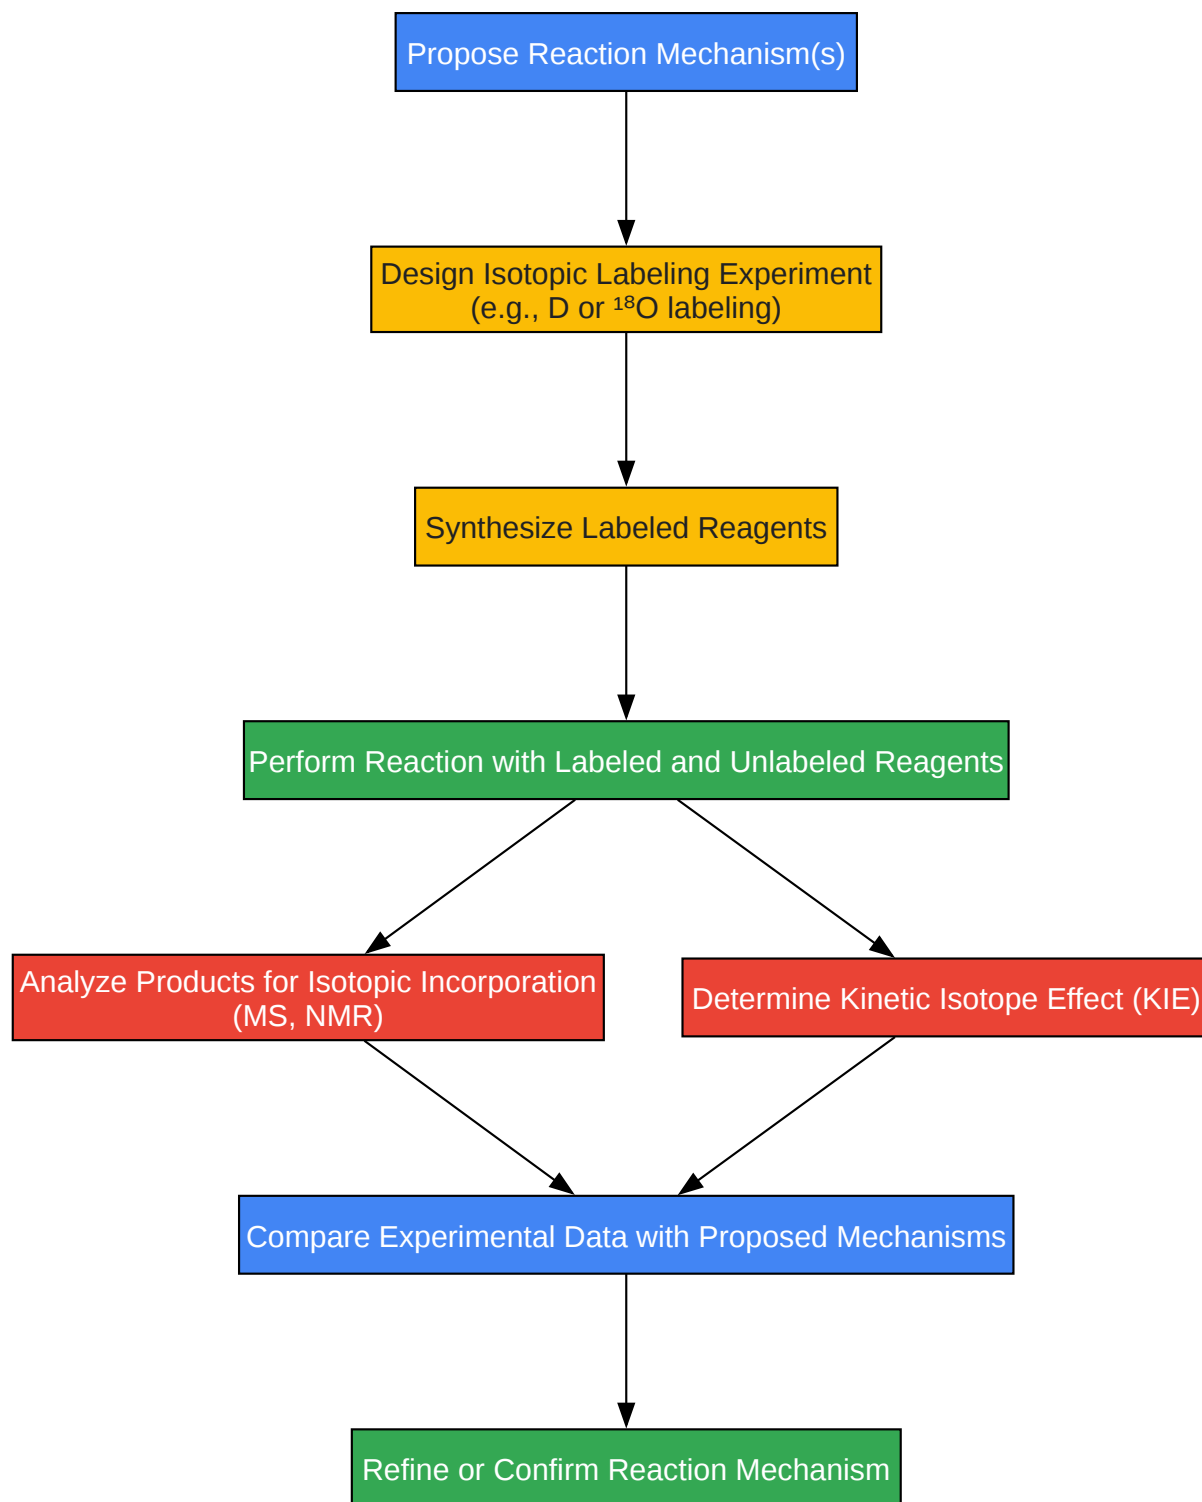 Propose Reaction Mechanism(s)
Design Isotopic Labeling Experiment
(e.g., D or ¹⁸O labeling)
Synthesize Labeled Reagents
Perform Reaction with Labeled and Unlabeled Reagents
Analyze Products for Isotopic Incorporation
(MS, NMR)
Determine Kinetic Isotope Effect (KIE)
Compare Experimental Data with Proposed Mechanisms
Refine or Confirm Reaction Mechanism